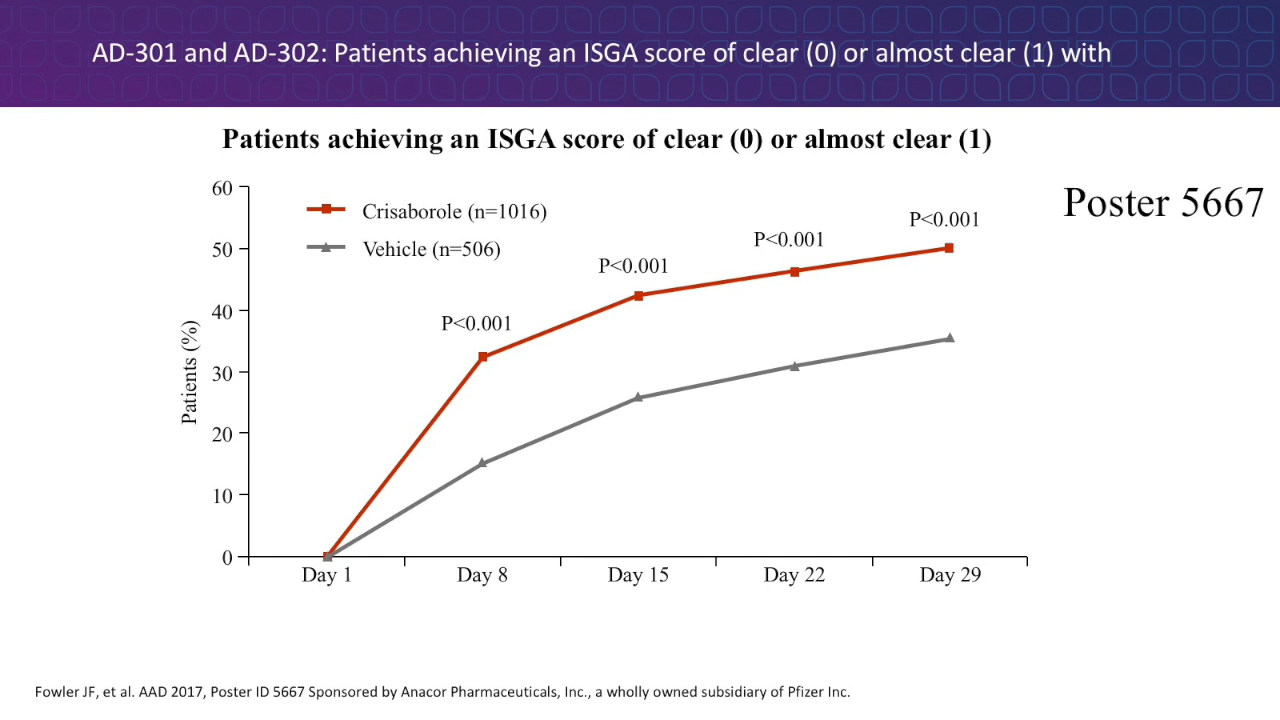 AD-301 and AD-302: Patients achieving an ISGA score of clear (0) or almost clear (1) with
Patients achieving an ISGA score of clear (0) or almost clear (1)
Poster 5667
Patients (%)
60
50
40
30
20
10
0
Crisaborole (n=1016)
Vehicle (n=506)
P<0.001
P<0.001
P<0.001
P<0.001
Day 1
Day 8
Day 15
Day 22
Day 29
Fowler JF, et al. AAD 2017, Poster ID 5667 Sponsored by Anacor Pharmaceuticals, Inc., a wholly owned subsidiary of Pfizer Inc.